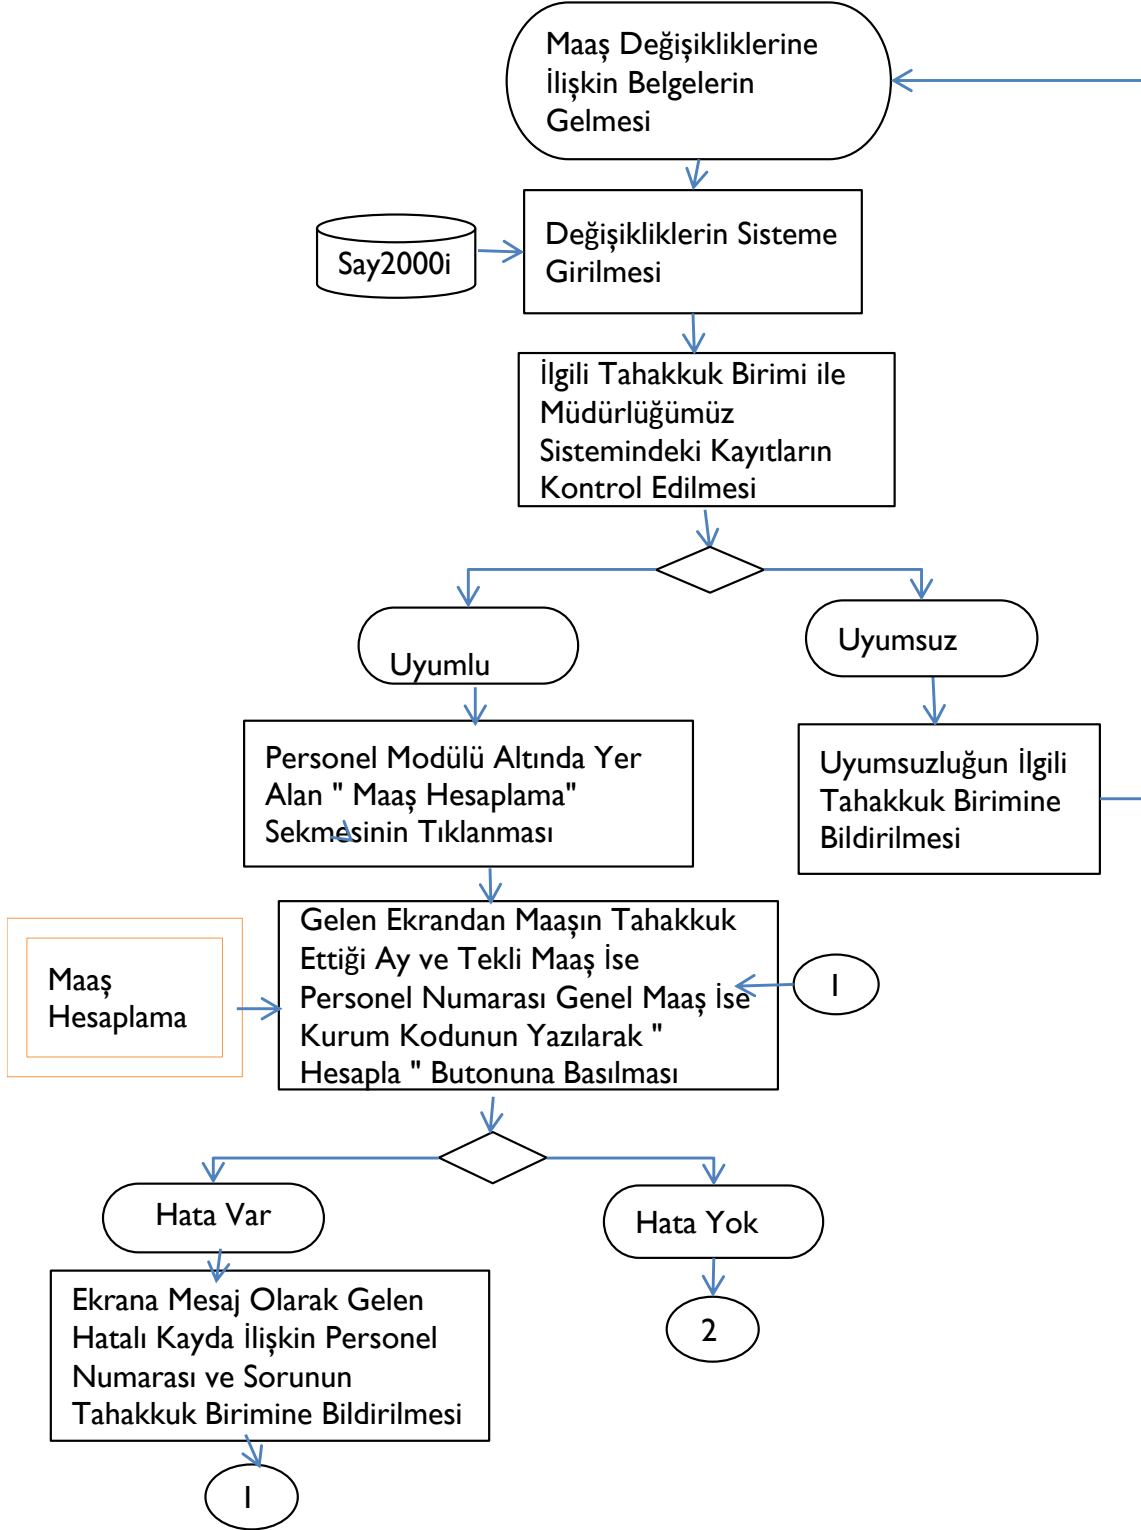 Maaş Değişikliklerine
İlişkin Belgelerin
Gelmesi
Say2000i
Değişikliklerin Sisteme
Girilmesi
İlgili Tahakkuk Birimi ile
Müdürlüğümüz
Sistemindeki Kayıtların
Kontrol Edilmesi
Uyumlu
Uyumsuz
Personel Modülü Altında Yer
Alan " Maaş Hesaplama"
Sekmesinin Tıklanması
Uyumsuzluğun İlgili
Tahakkuk Birimine
Bildirilmesi
Maaş
Hesaplama
Gelen Ekrandan Maaşın Tahakkuk
Ettiği Ay ve Tekli Maaş İse
Personel Numarası Genel Maaş İse
Kurum Kodunun Yazılarak "
Hesapla " Butonuna Basılması
1
Hata Var
Hata Yok
Ekrana Mesaj Olarak Gelen
Hatalı Kayda İlişkin Personel
Numarası ve Sorunun
Tahakkuk Birimine Bildirilmesi
2
1